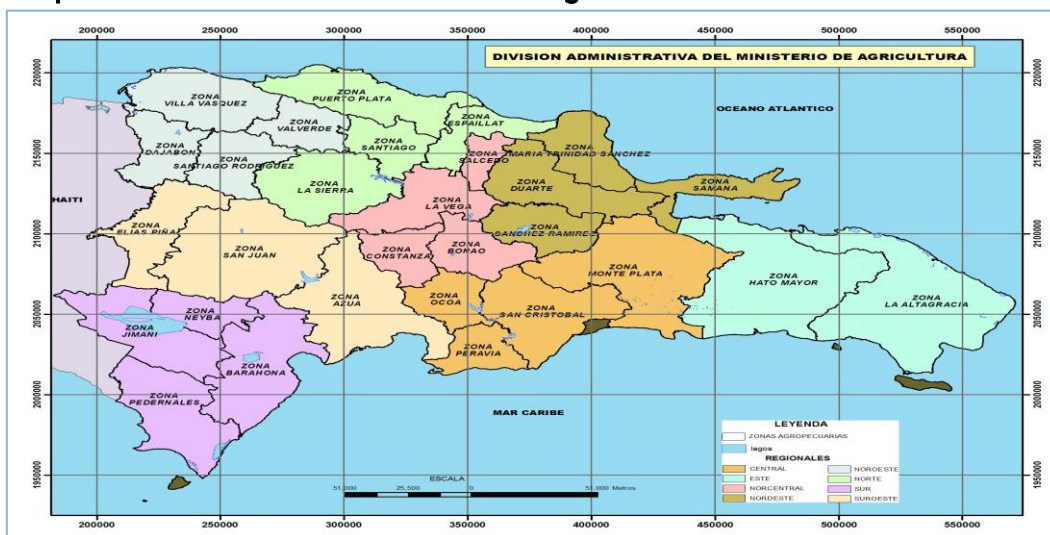 200000 250000 300000 350000 400000 450000 500000 550000
DIVISION ADMINISTRATIVA DEL MINISTERIO DE AGRICULTURA
2200000
2200000
OCEANO ATLANTICO
ZONA
VILLA VASQUEZ
ZONA
PUERTO PLATA
ZONA
ESPAILLAT
ZONA
VALVERDE
ZONA
SANTIAGO
2150000
2150000
ZONA
DAJABON
ZONA
SANTIAGO RODRIGUEZ
ZONA
SALCEDO
ZONA
MARIA TRINIDAD SANCHEZ
ZONA
LA SIERRA
ZONA
DUARTE
ZONA
SAMANA
HAITI
ZONA
LA VEGA
2100000
2100000
ZONA
ELIAS PIÑA
ZONA
SAN JUAN
ZONA
CONSTANZA
ZONA
BONAO
ZONA
SANCHEZ RAMIREZ
ZONA
MONTE PLATA
ZONA
HATO MAYOR
ZONA
LA ALTAGRACIA
2050000
2050000
ZONA
AZUA
ZONA
OCOA
ZONA
SAN CRISTOBAL
ZONA
NEYBA
ZONA
JIMANI
ZONA
PERAVIA
ZONA
BARAHONA
2000000
2000000
ZONA
PEDERNALES
MAR CARIBE
LEYENDA
ZONAS AGROPECUARIAS
lagos
REGIONALES
CENTRAL NOROESTE
ESTE NORTE
NORCENTRAL SUR
NORDESTE SUROESTE
1950000
1950000
ESCALA
51,000 25,500 0 51,000 Metros
200000 250000 300000 350000 400000 450000 500000 550000